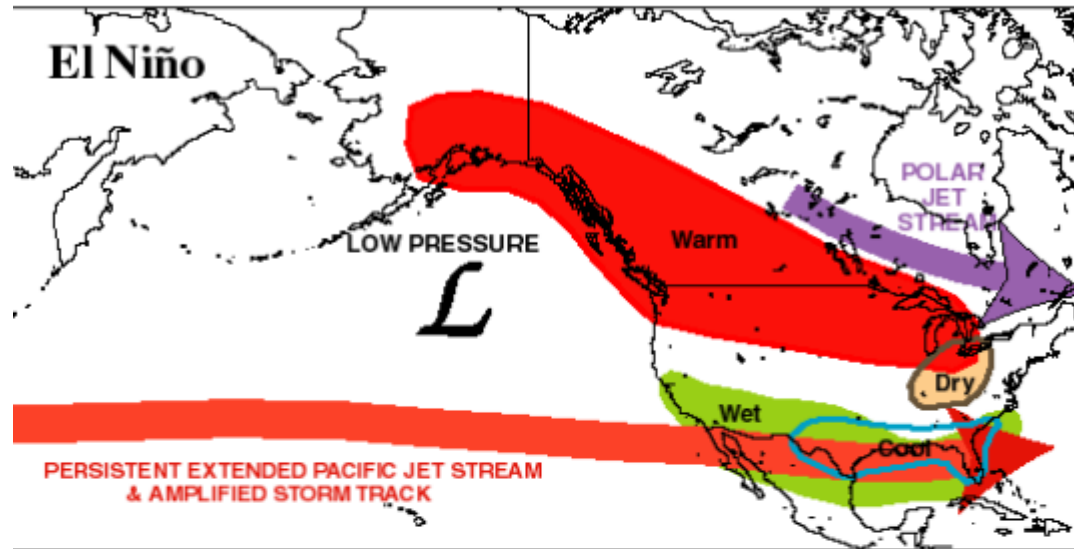 El Niño
POLAR
JET
STREAM
LOW PRESSURE
Warm
L
Dry
Wet
Cool
PERSISTENT EXTENDED PACIFIC JET STREAM
& AMPLIFIED STORM TRACK